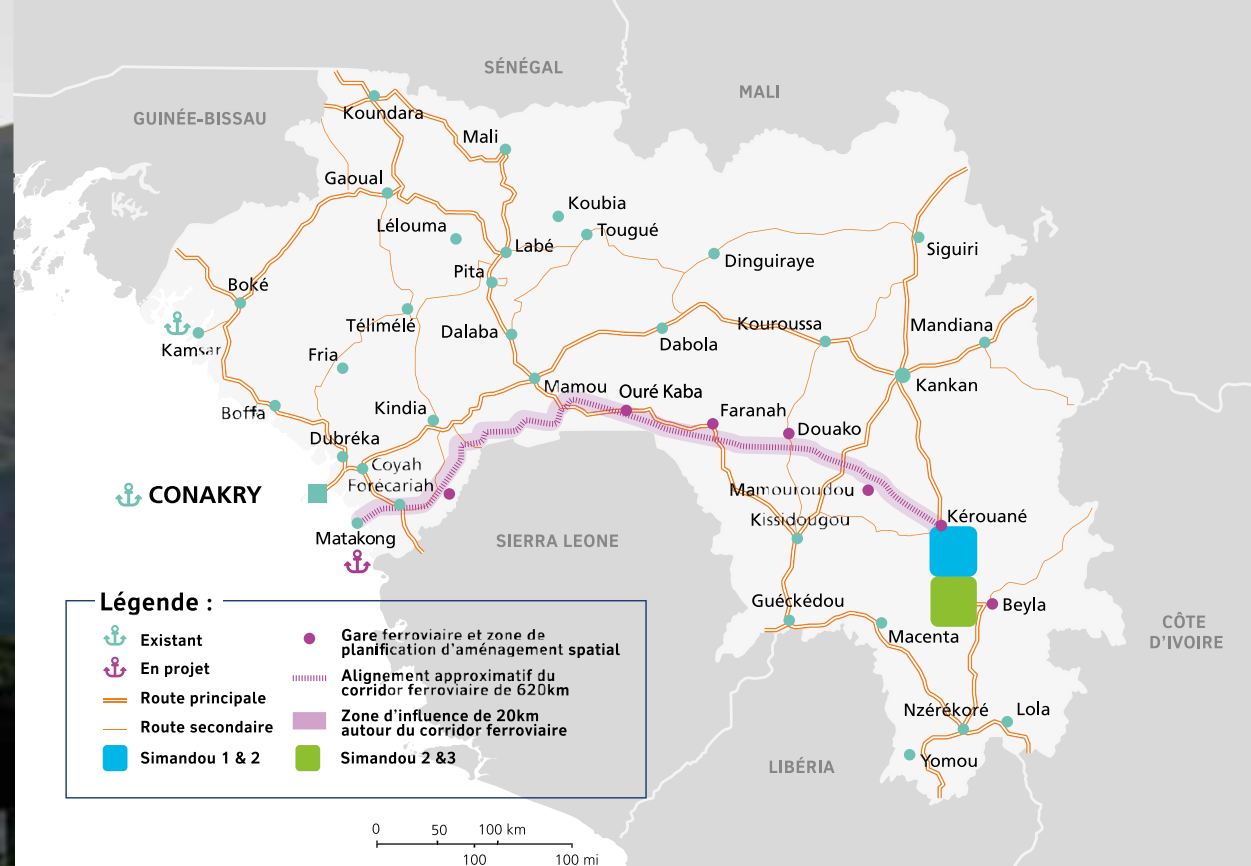 SÉNÉGAL
MALI
GUINÉE-BISSAU
Koundara
Mali
Gaoual
Koubia
Lélouma
Tougué
Labé
Siguiri
Dinguiraye
Pita
Boké
Télimélé
Dalaba
Kouroussa
Mandiana
Kamsar
Dabola
Fria
Mamou
Ouré Kaba
Kankan
Boffa
Kindia
Faranah
Douako
Dubréka
Coyah
Forécariah
CONAKRY
Mamouroudou
Kissidougou
Kérouané
Matakong
SIERRA LEONE
Guéckédou
Beyla
Macenta
CÔTE
D'IVOIRE
Nzérékoré
Lola
Yomou
LIBÉRIA
Légende :
Existant
En projet
Route principale
Route secondaire
Simandou 1 & 2
Gare ferroviaire et zone de
planification d'aménagement spatial
Alignement approximatif du
corridor ferroviaire de 620km
Zone d'influence de 20km
autour du corridor ferroviaire
Simandou 2 &3
0 50 100 km
100 100 mi